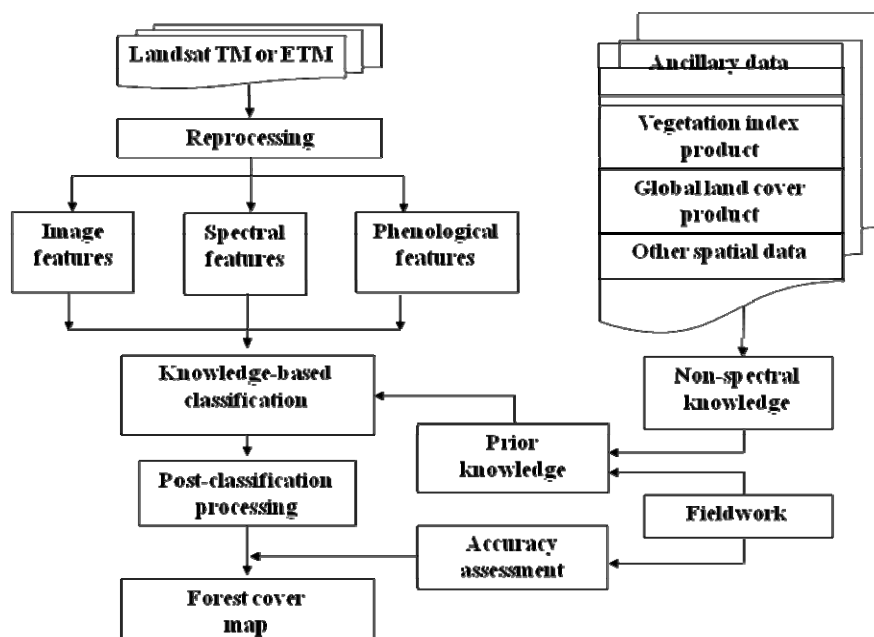 Landsat TM or ETM
Reprocessing
Image
features
Spectral
features
Phenological
features
Knowledge-based
classification
Post-classification
processing
Forest cover
map
Ancillary data
Vegetation index
product
Global land cover
product
Other spatial data
Non-spectral
knowledge
Prior
knowledge
Fieldwork
Accuracy
assessment